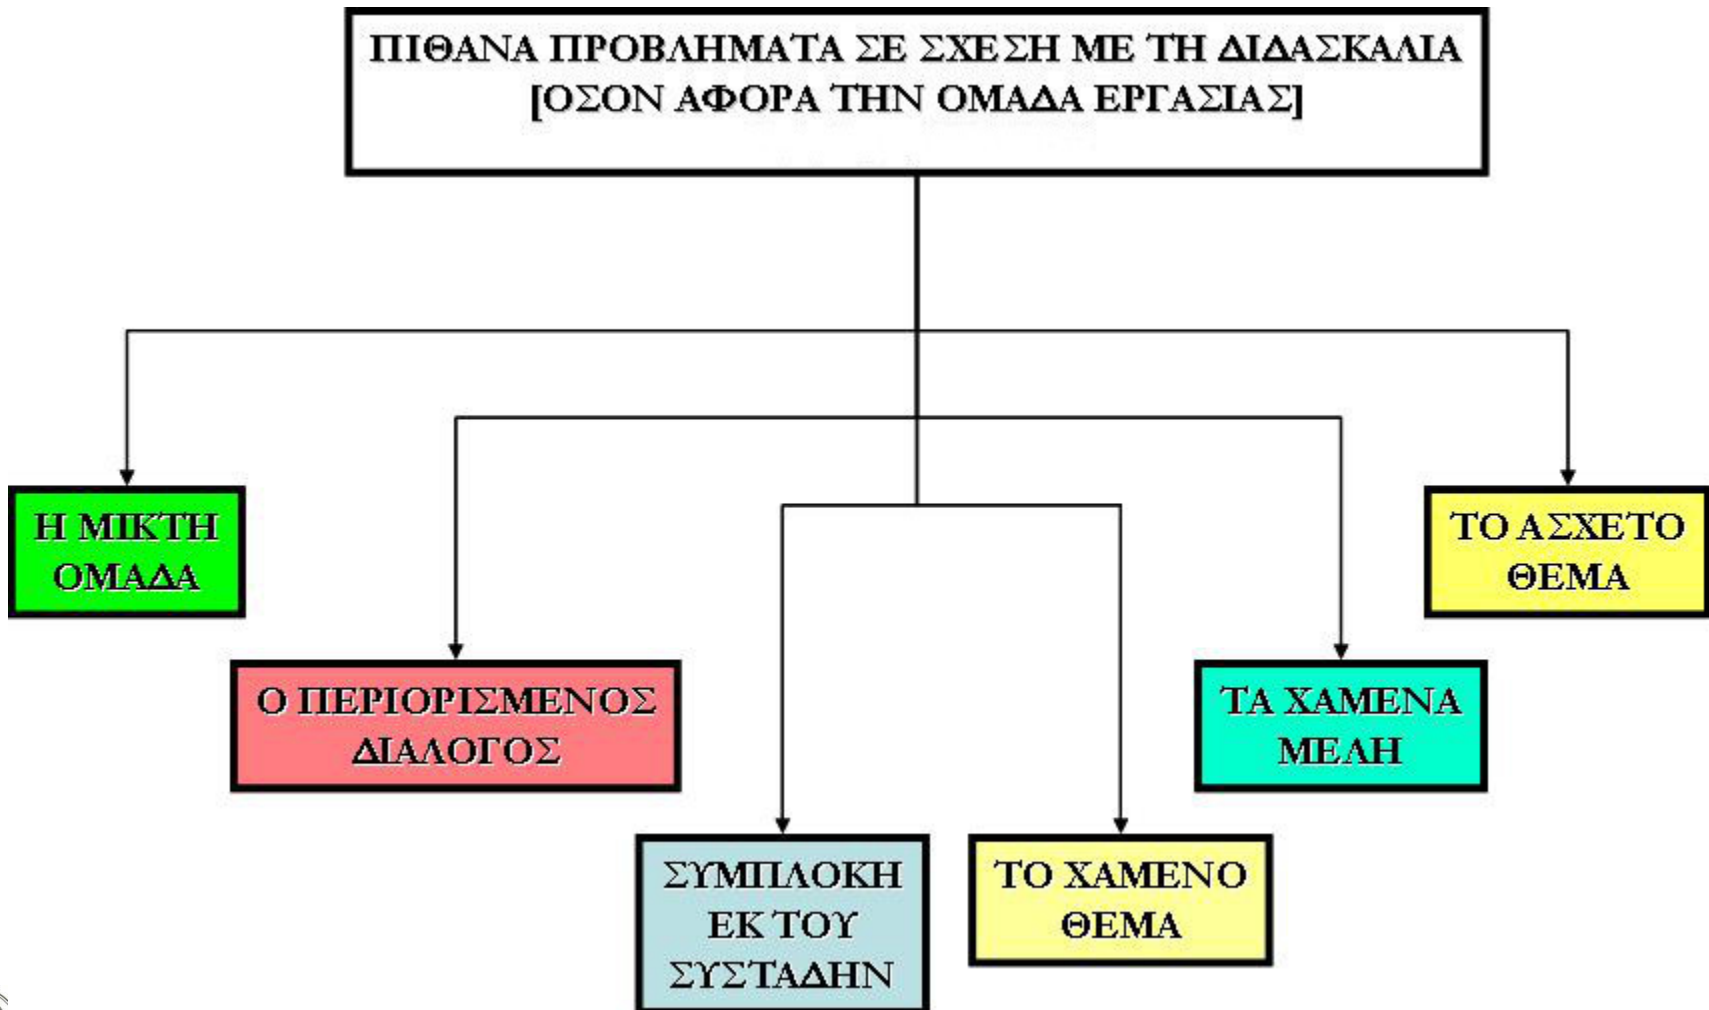 ΠΙΘΑΝΑ ΠΡΟΒΛΗΜΑΤΑ ΣΕ ΣΧΕΣΗ ΜΕ ΤΗ ΔΙΔΑΣΚΑΛΙΑ
[ΟΣΟΝ ΑΦΟΡΑ ΤΗΝ ΟΜΑΔΑ ΕΡΓΑΣΙΑΣ]
Η ΜΙΚΤΗ
ΟΜΑΔΑ
ΤΟ ΑΣΧΕΤΟ
ΘΕΜΑ
Ο ΠΕΡΙΟΡΙΣΜΕΝΟΣ
ΔΙΑΛΟΓΟΣ
ΤΑ ΧΑΜΕΝΑ
ΜΕΛΗ
ΣΥΜΠΛΟΚΗ
ΕΚ ΤΟΥ
ΣΥΣΤΑΔΗΝ
ΤΟ ΧΑΜΕΝΟ
ΘΕΜΑ